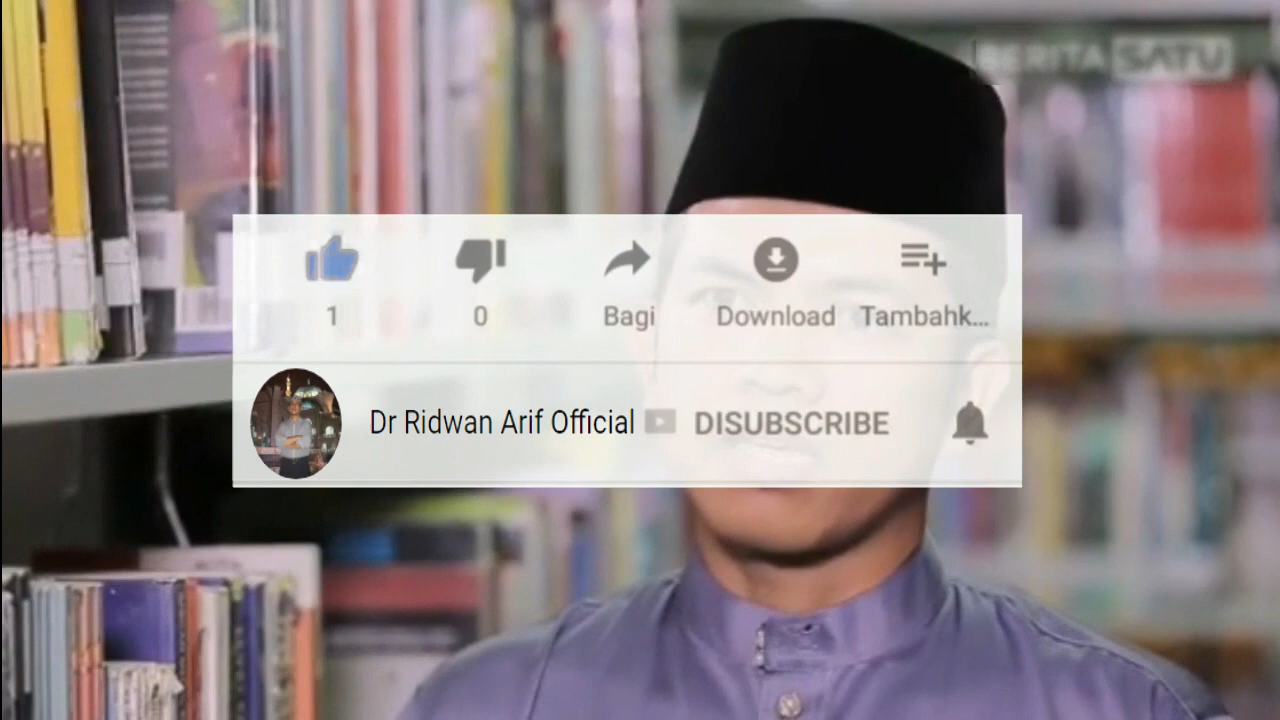 BERITA SATU
1 0 Bagi Download Tambahk...
Dr Ridwan Arif Official DISUBSCRIBE